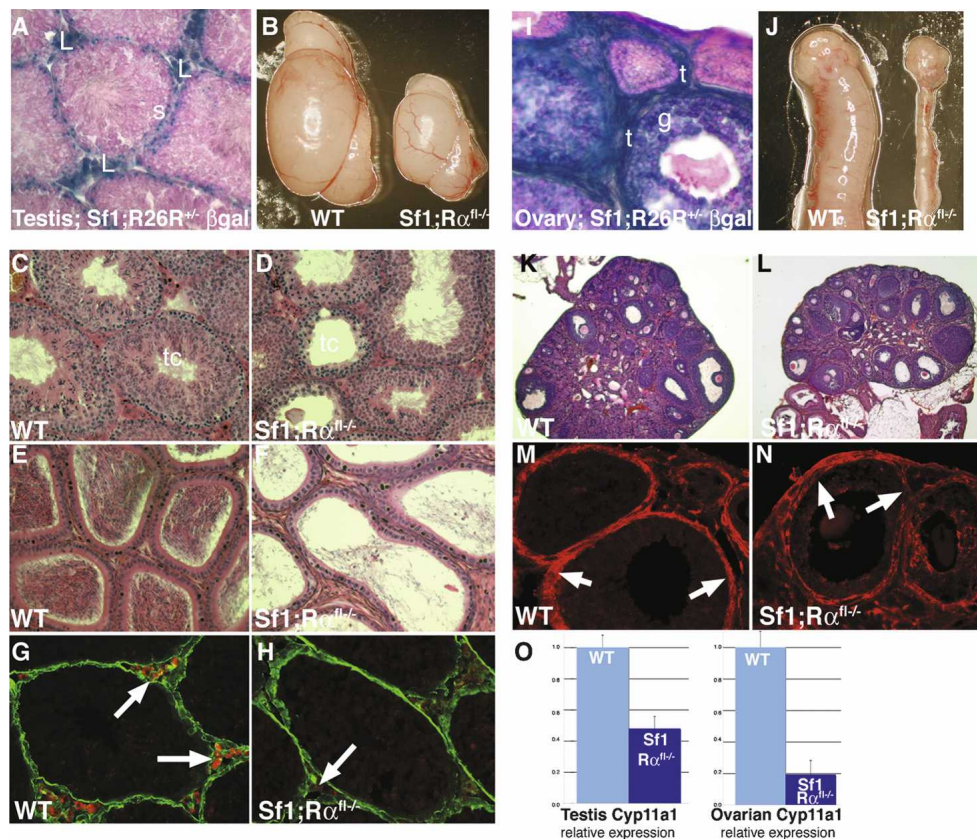 A
L
L
s
L
Testis; Sf1;R26R+/- βgal
B
WT
Sf1;Rαfl-/-
I
t
g
t
Ovary; Sf1;R26R+/- βgal
J
WT
Sf1;Rαfl-/-
C
tc
WT
D
tc
Sf1;Rαfl-/-
E
WT
F
Sf1;Rαfl-/-
G
WT
H
Sf1;Rαfl-/-
K
WT
L
Sf1;Rαfl-/-
M
WT
N
Sf1;Rαfl-/-
O
1.0
0.8
0.6
0.4
0.2
0
WT
Sf1
Rαfl-/-
Testis Cyp11a1
relative expression
1.0
0.8
0.6
0.4
0.2
0
WT
Sf1
Rαfl-/-
Ovarian Cyp11a1
relative expression